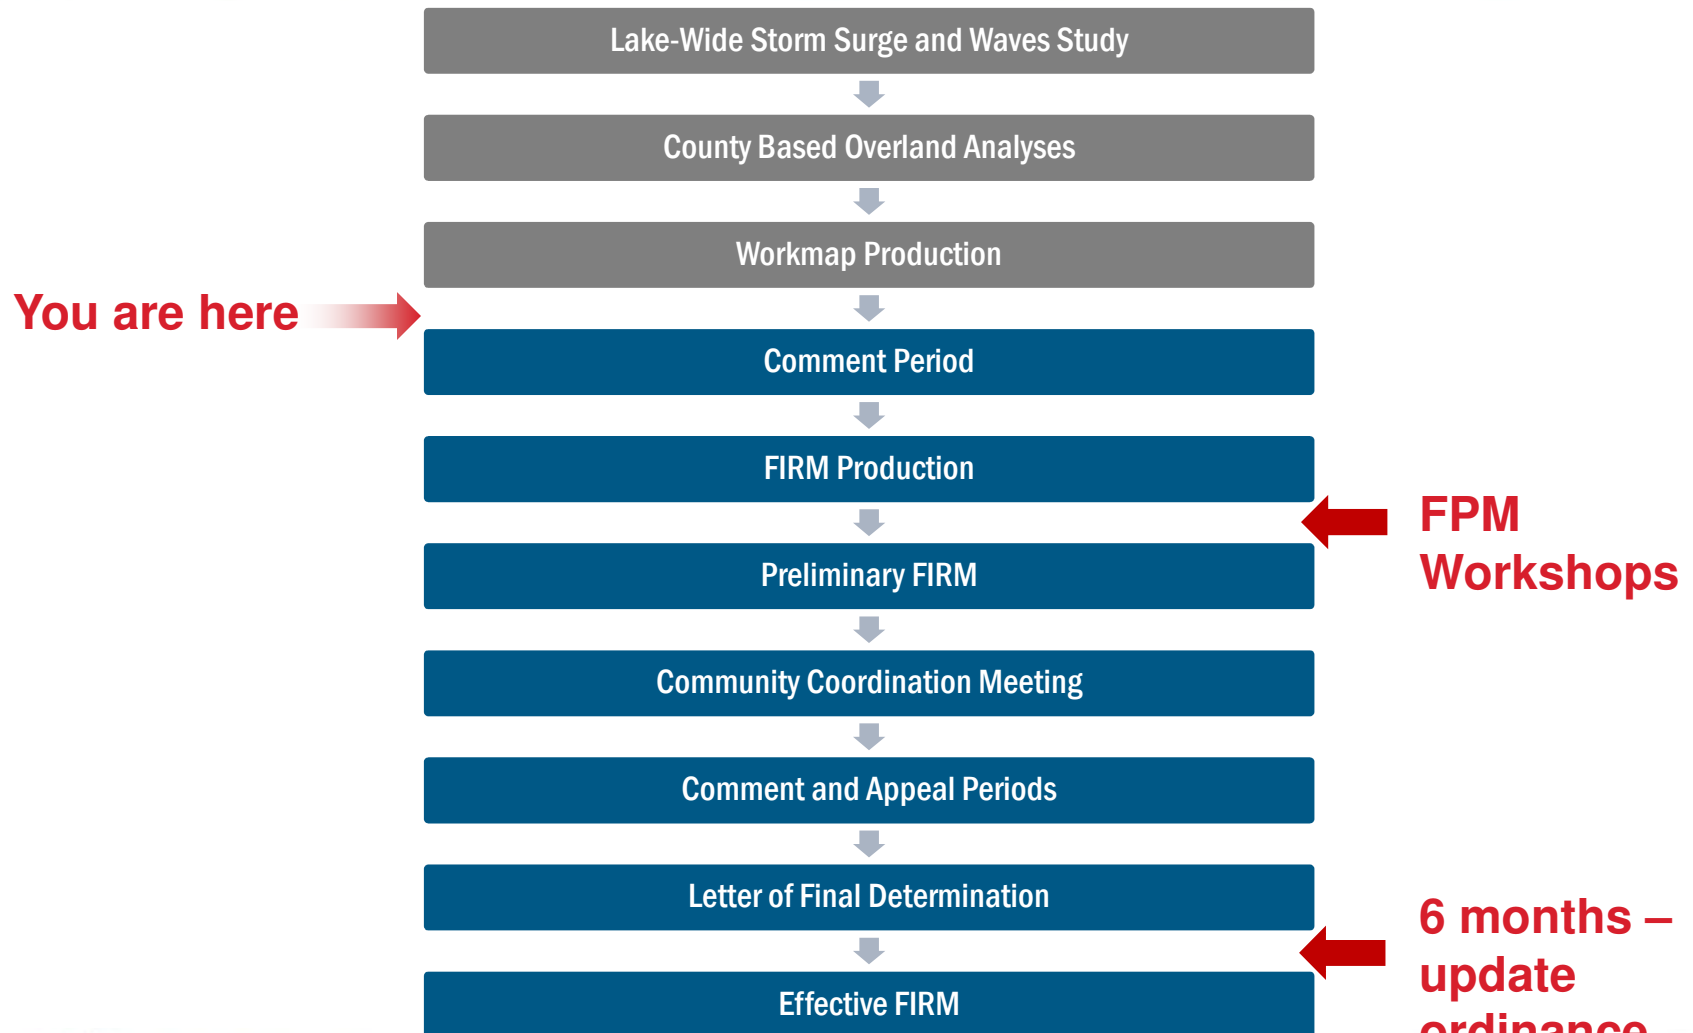 Lake-Wide Storm Surge and Waves Study
County Based Overland Analyses
Workmap Production
You are here
Comment Period
FIRM Production
FPM
Workshops
Preliminary FIRM
Community Coordination Meeting
Comment and Appeal Periods
Letter of Final Determination
6 months –
update
ordinance
Effective FIRM